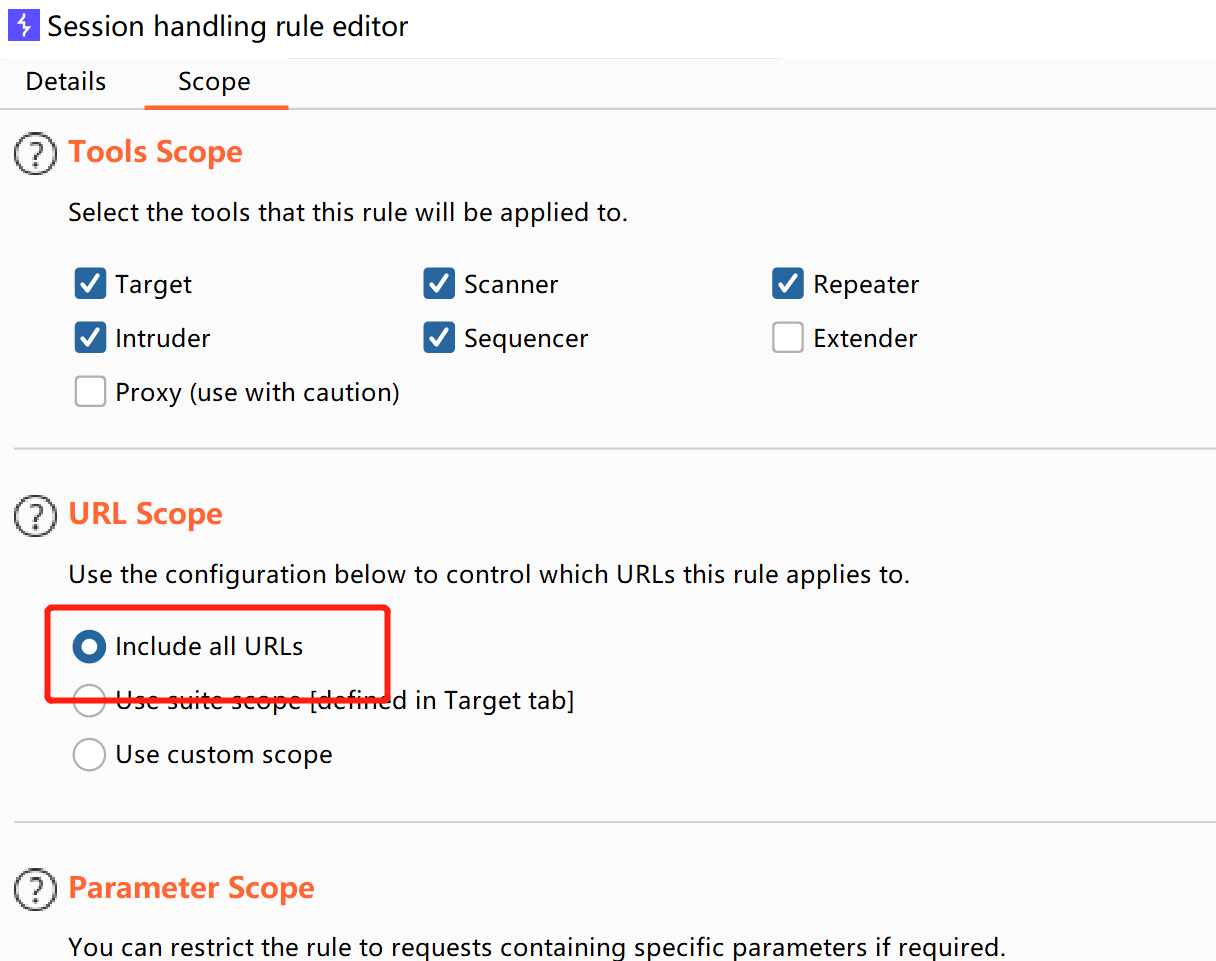 Session handling rule editor
Details Scope
? Tools Scope
Select the tools that this rule will be applied to.
Target Scanner Repeater
Intruder Sequencer Extender
Proxy (use with caution)
? URL Scope
Use the configuration below to control which URLs this rule applies to.
Include all URLs
Use suite scope [defined in Target tab]
Use custom scope
? Parameter Scope
You can restrict the rule to requests containing specific parameters if required.